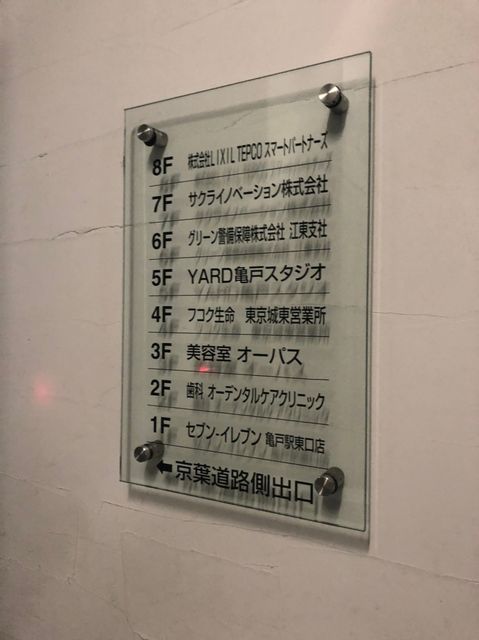 8F 株式会社LIXIL TEPCO スマートパートナーズ
7F サクライノベーション株式会社
6F グリーン警備保障株式会社 江東支社
5F YARD亀戸スタジオ
4F フコク生命 東京城東営業所
3F 美容室 オーパス
2F 歯科 オーデンタルケアクリニック
1F セブン-イレブン 亀戸駅東口店
←京葉道路側出口